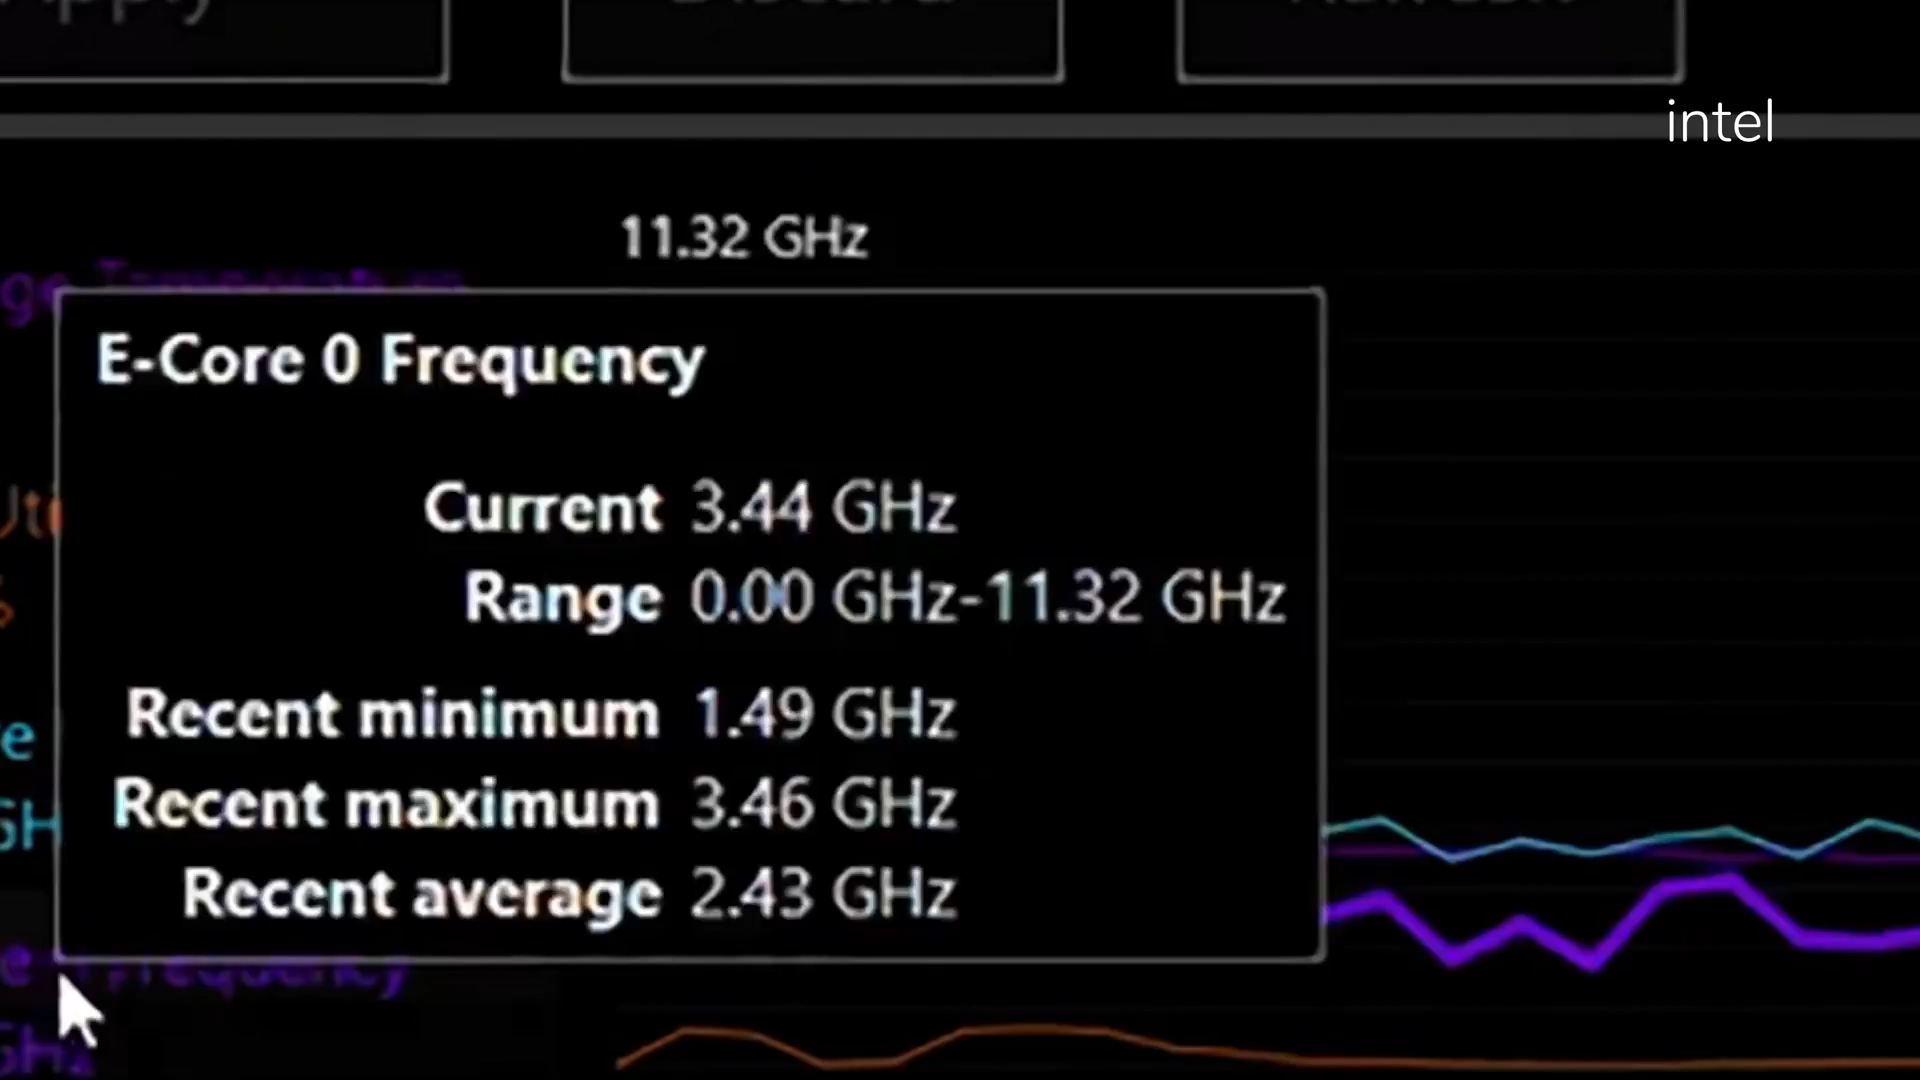 intel
11.32 GHz
E-Core 0 Frequency
Current 3.44 GHz
Range 0.00 GHz-11.32 GHz
Recent minimum 1.49 GHz
Recent maximum 3.46 GHz
Recent average 2.43 GHz
Frequency